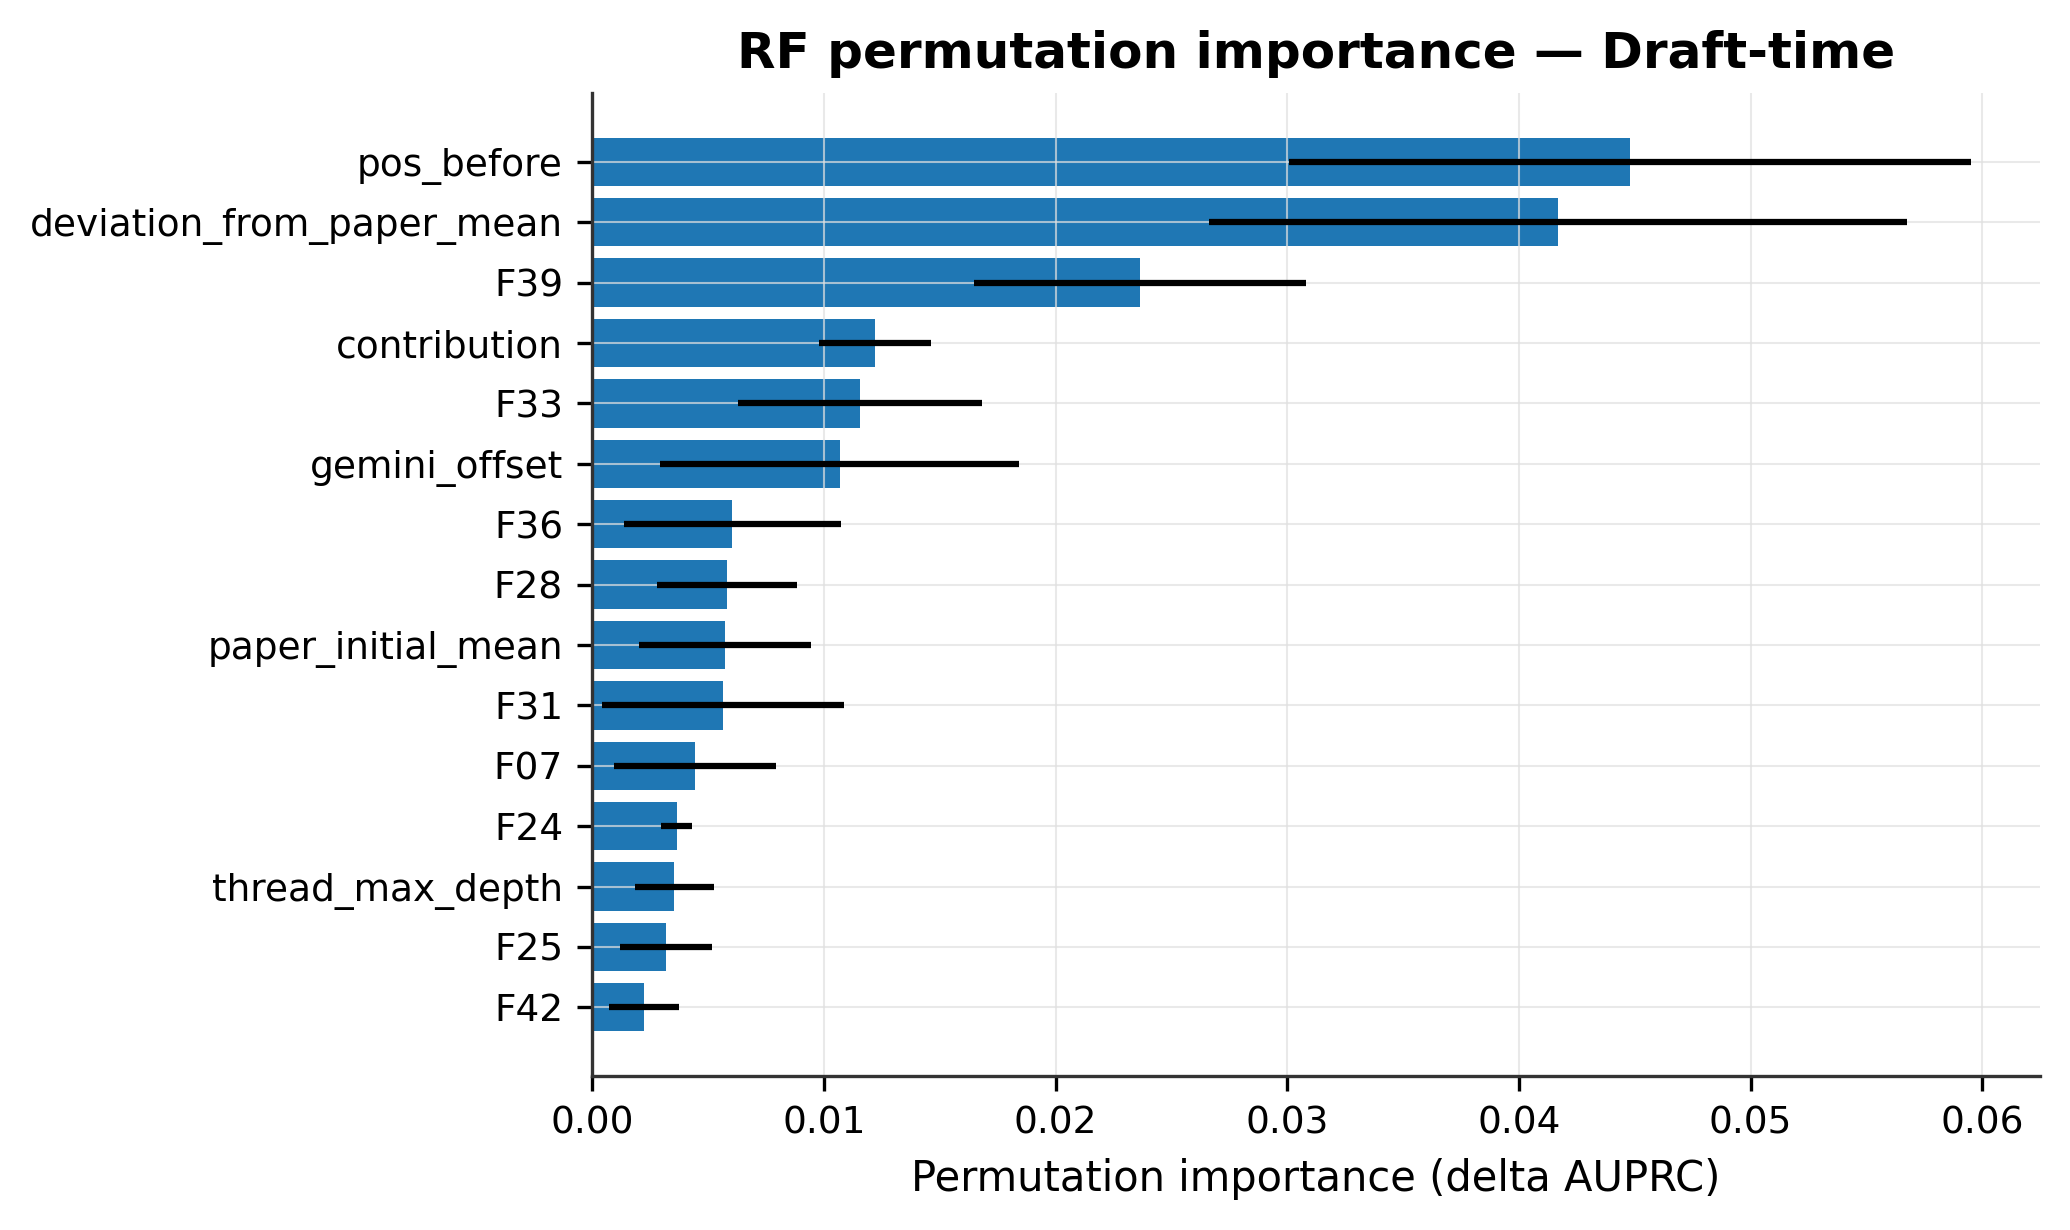 RF permutation importance — Draft-time
pos_before
deviation_from_paper_mean
F39
contribution
F33
gemini_offset
F36
F28
paper_initial_mean
F31
F07
F24
thread_max_depth
F25
F42
0.00 0.01 0.02 0.03 0.04 0.05 0.06
Permutation importance (delta AUPRC)